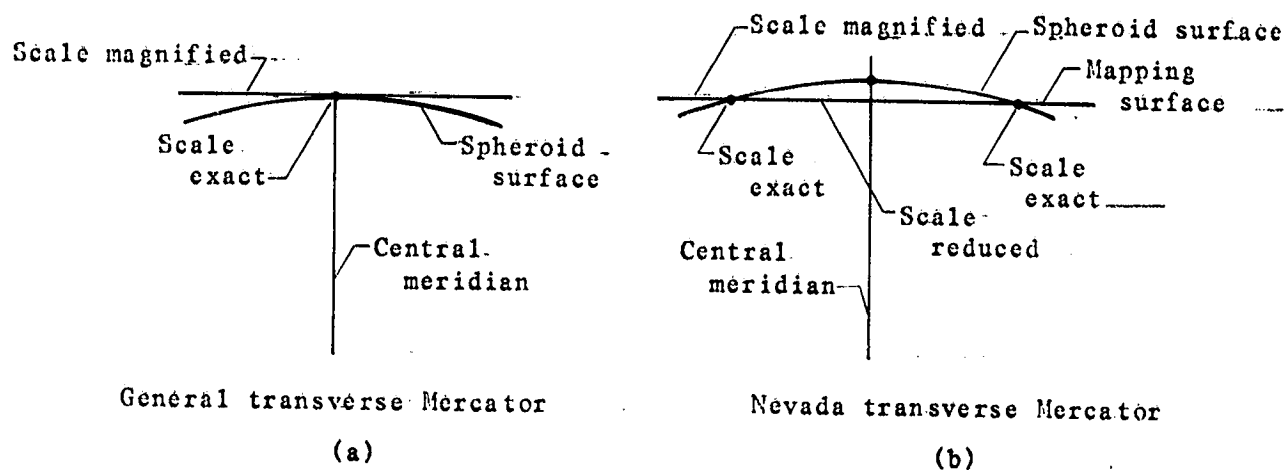 Scale magnified
Scale
exact
Spheroid
surface
Central
meridian
General transverse Mercator
(a)
Scale magnified
Spheroid surface
Mapping
surface
Scale
exact
Scale
exact
Scale
reduced
Central
meridian
Nevada transverse Mercator
(b)